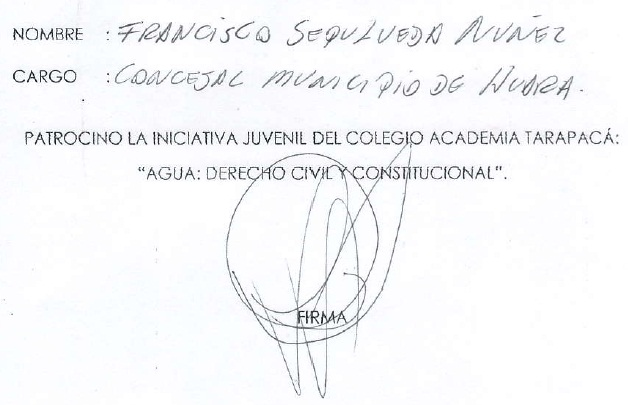 NOMBRE : FRANCISCO SEPULVEDA NUÑEZ
CARGO : CONCEJAL MUNICIPIO DE HUARA.
PATROCINO LA INICIATIVA JUVENIL DEL COLEGIO ACADEMIA TARAPACÁ:
"AGUA: DERECHO CIVIL Y CONSTITUCIONAL".
FIRMA